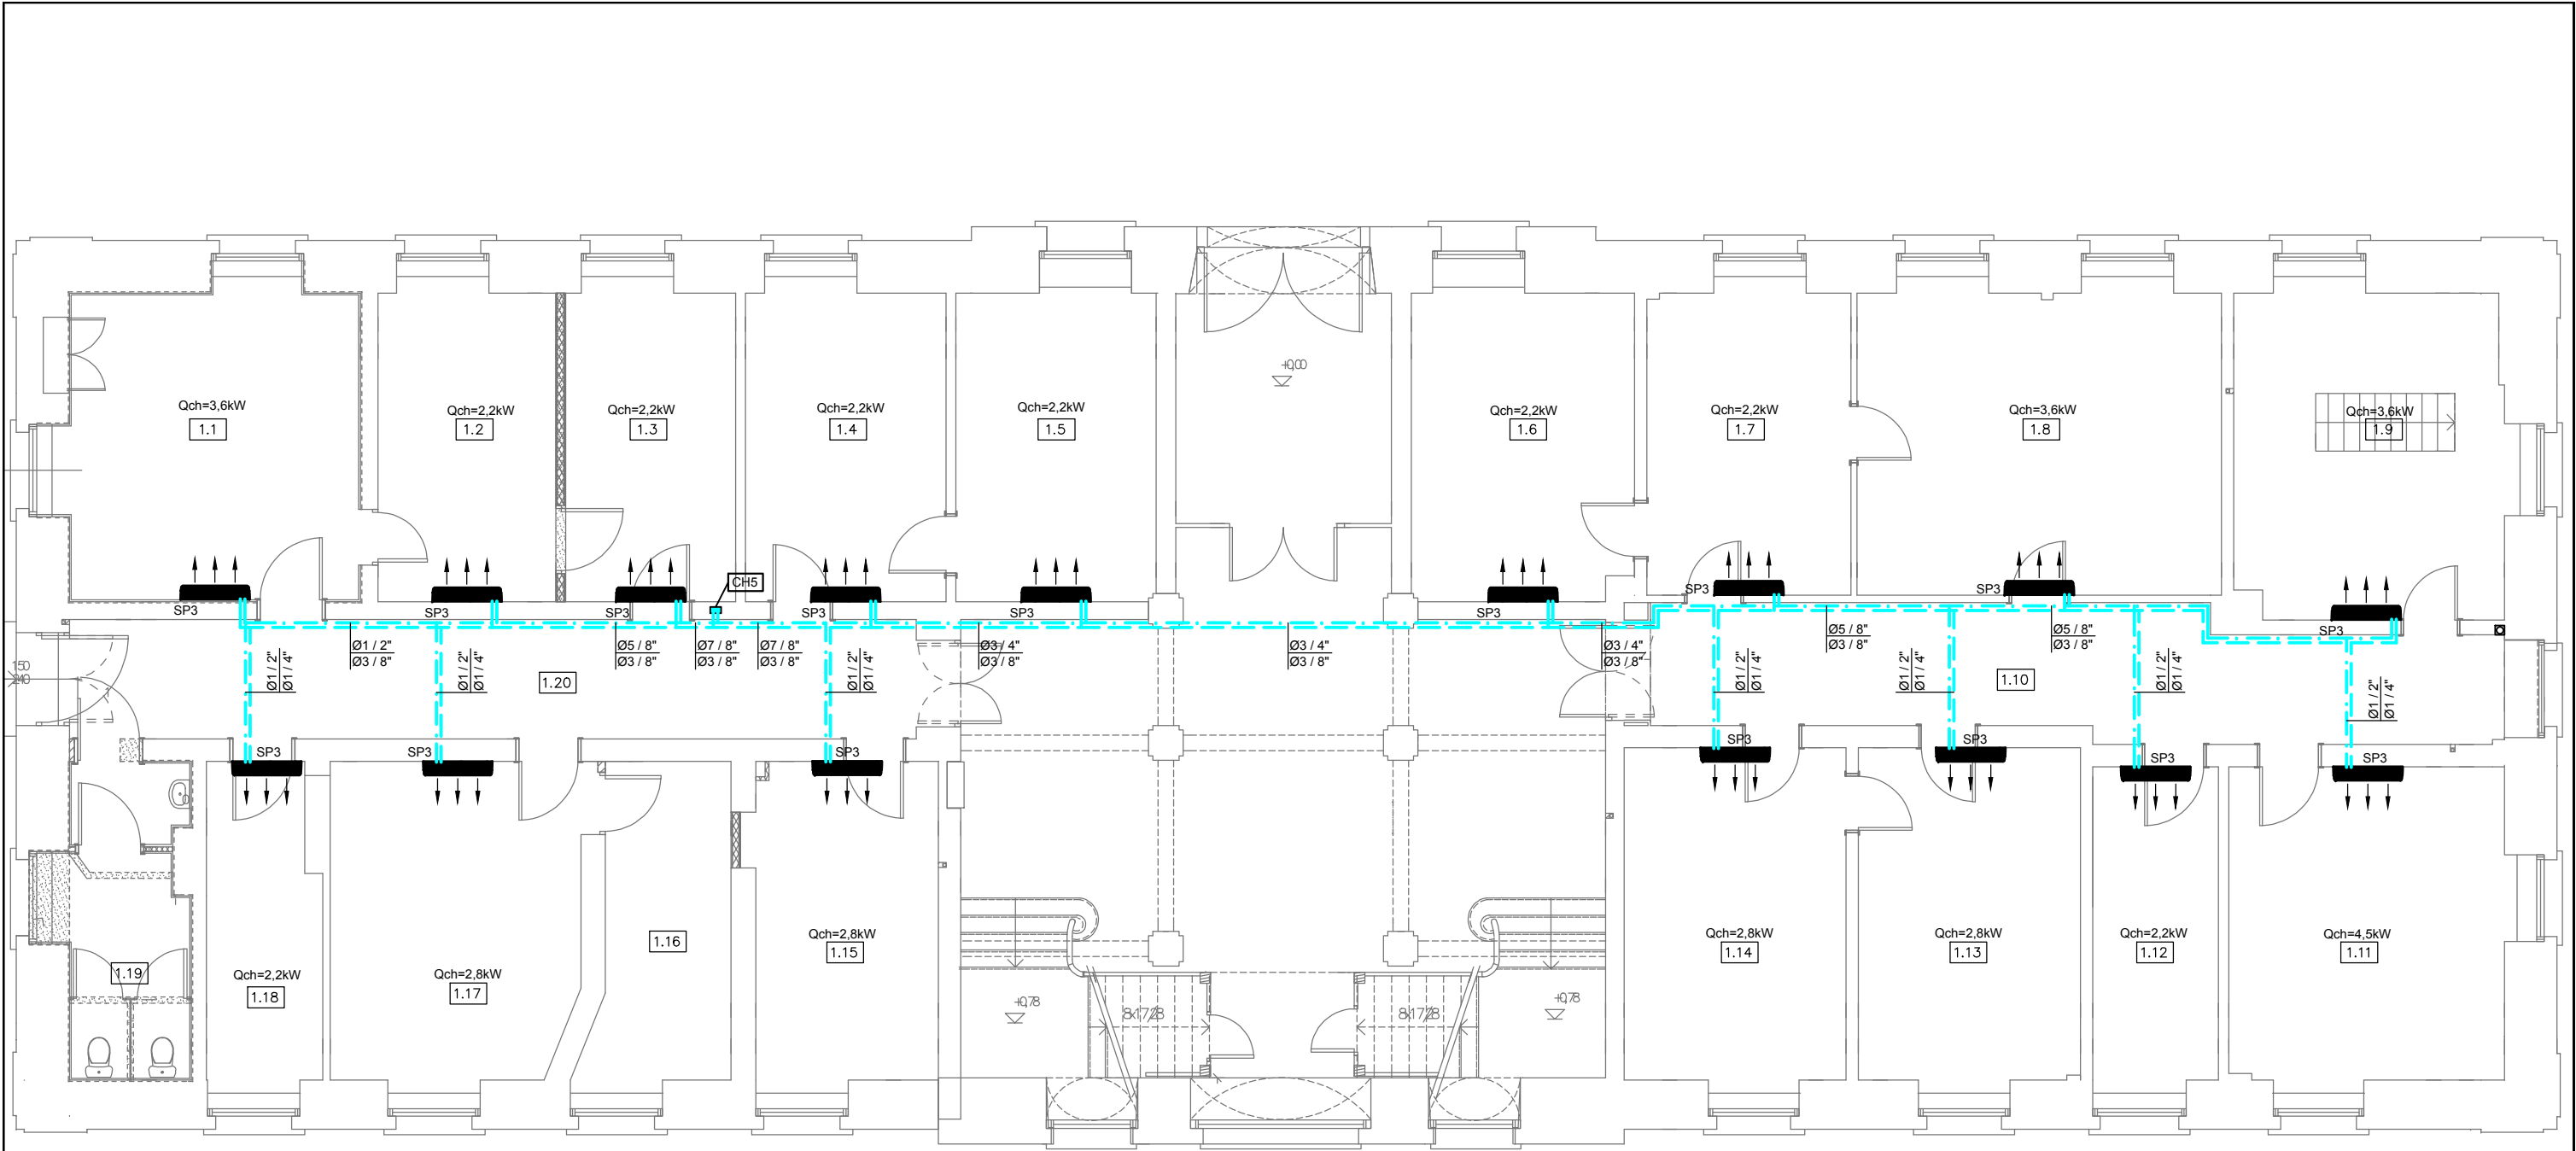 +0,00
Qch=3,6kW
1.1
Qch=2,2kW
1.2
Qch=2,2kW
1.3
Qch=2,2kW
1.4
Qch=2,2kW
1.5
Qch=2,2kW
1.6
Qch=2,2kW
1.7
Qch=3,6kW
1.8
Qch=3,6kW
1.9
CH5
SP3
SP3
SP3
SP3
SP3
SP3
SP3
SP3
SP3
Ø1 / 2"
Ø3 / 8"
Ø5 / 8"
Ø3 / 8"
Ø7 / 8"
Ø3 / 8"
Ø7 / 8"
Ø3 / 8"
Ø3 / 4"
Ø3 / 8"
Ø3 / 4"
Ø3 / 8"
Ø3 / 4"
Ø3 / 8"
Ø5 / 8"
Ø3 / 8"
Ø5 / 8"
Ø3 / 8"
150
240
Ø1 / 2"
Ø1 / 4"
Ø1 / 2"
Ø1 / 4"
1.20
Ø1 / 2"
Ø1 / 4"
Ø1 / 2"
Ø1 / 4"
Ø1 / 2"
Ø1 / 4"
1.10
Ø1 / 2"
Ø1 / 4"
Ø1 / 2"
Ø1 / 4"
SP3
SP3
SP3
SP3
SP3
SP3
SP3
1.19
Qch=2,2kW
1.18
Qch=2,8kW
1.17
1.16
Qch=2,8kW
1.15
Qch=2,8kW
1.14
Qch=2,8kW
1.13
Qch=2,2kW
1.12
Qch=4,5kW
1.11
+0,78
8x17/28
8x17/28
+0,78